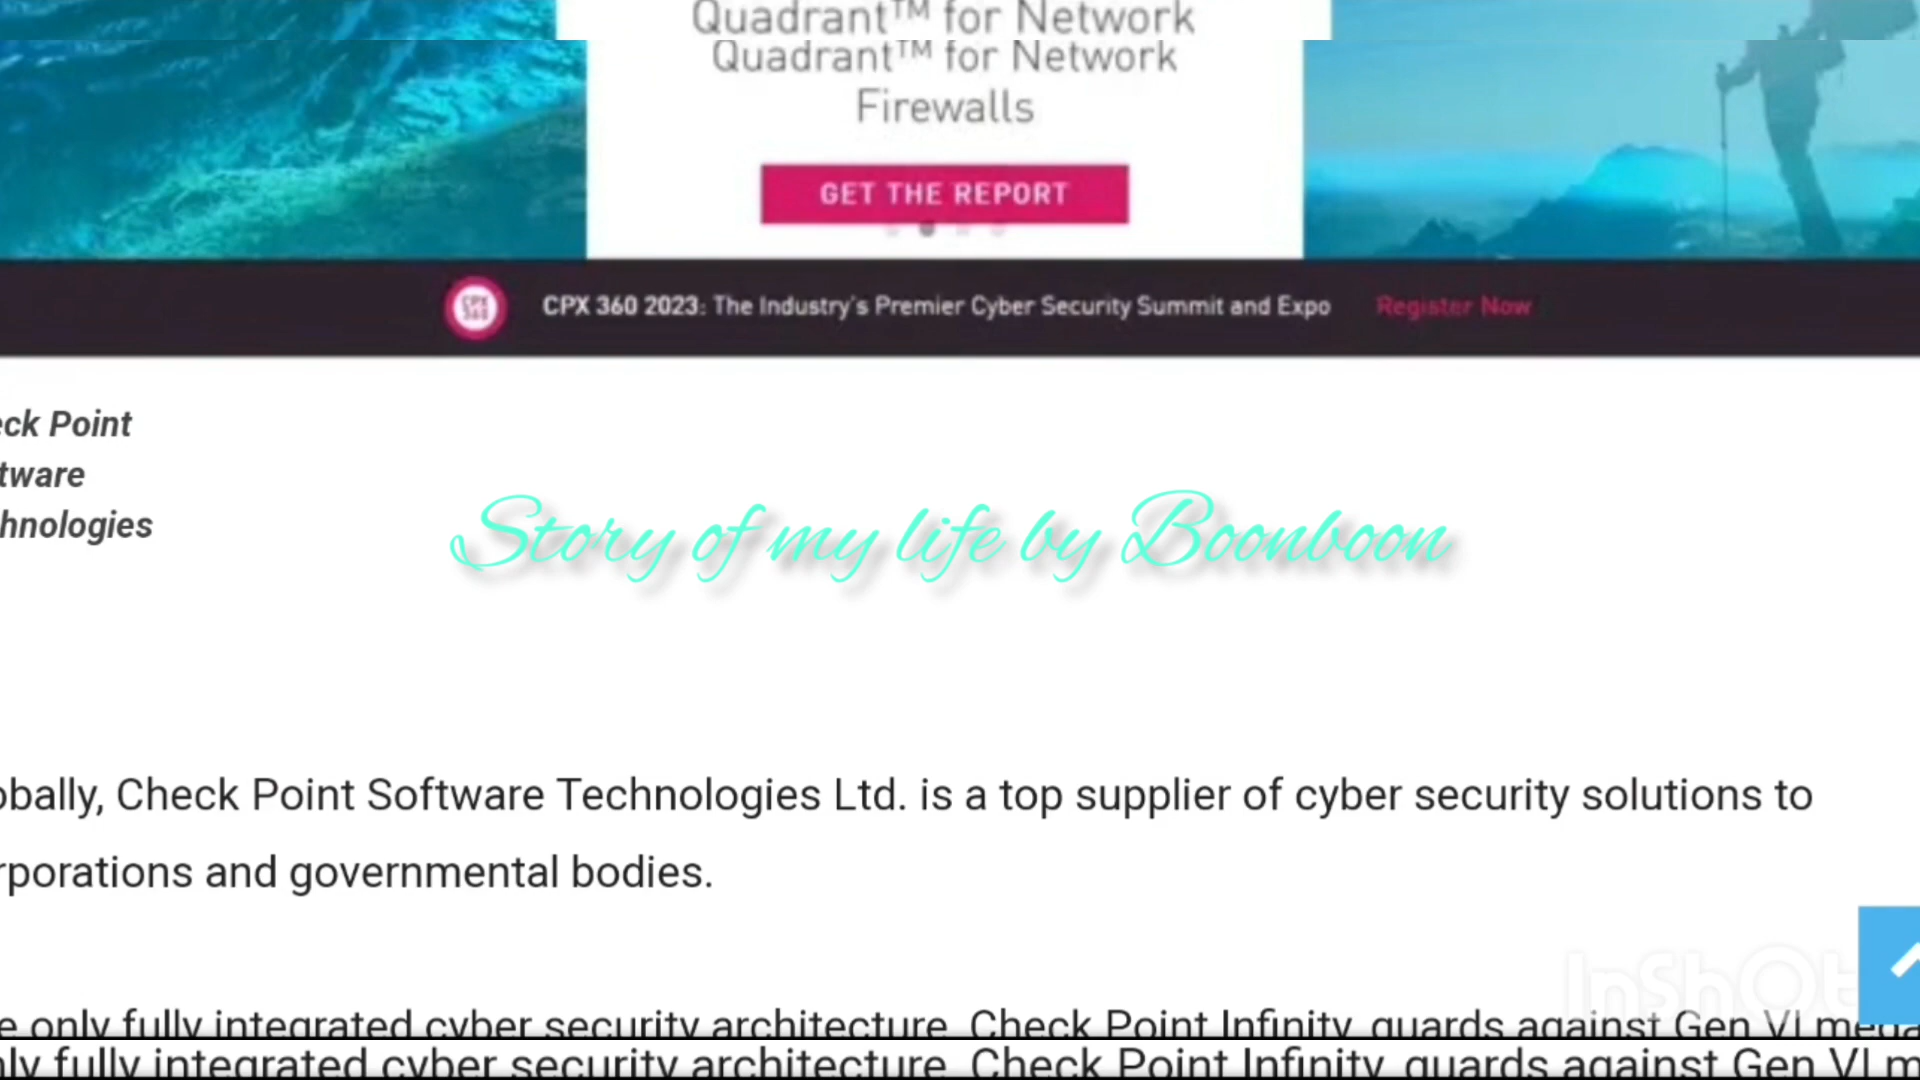 Quadrant™ for Network
Quadrant™ for Network
Firewalls
GET THE REPORT
CPX 360
CPX 360 2023: The Industry's Premier Cyber Security Summit and Expo Register Now
eck Point
tware
hnologies
Story of my life by Boonboon
obally, Check Point Software Technologies Ltd. is a top supplier of cyber security solutions to
rporations and governmental bodies.
InShOt
e only fully integrated cyber security architecture, Check Point Infinity, guards against Gen VI mega
nly fully integrated cyber security architecture, Check Point Infinity, guards against Gen VI m